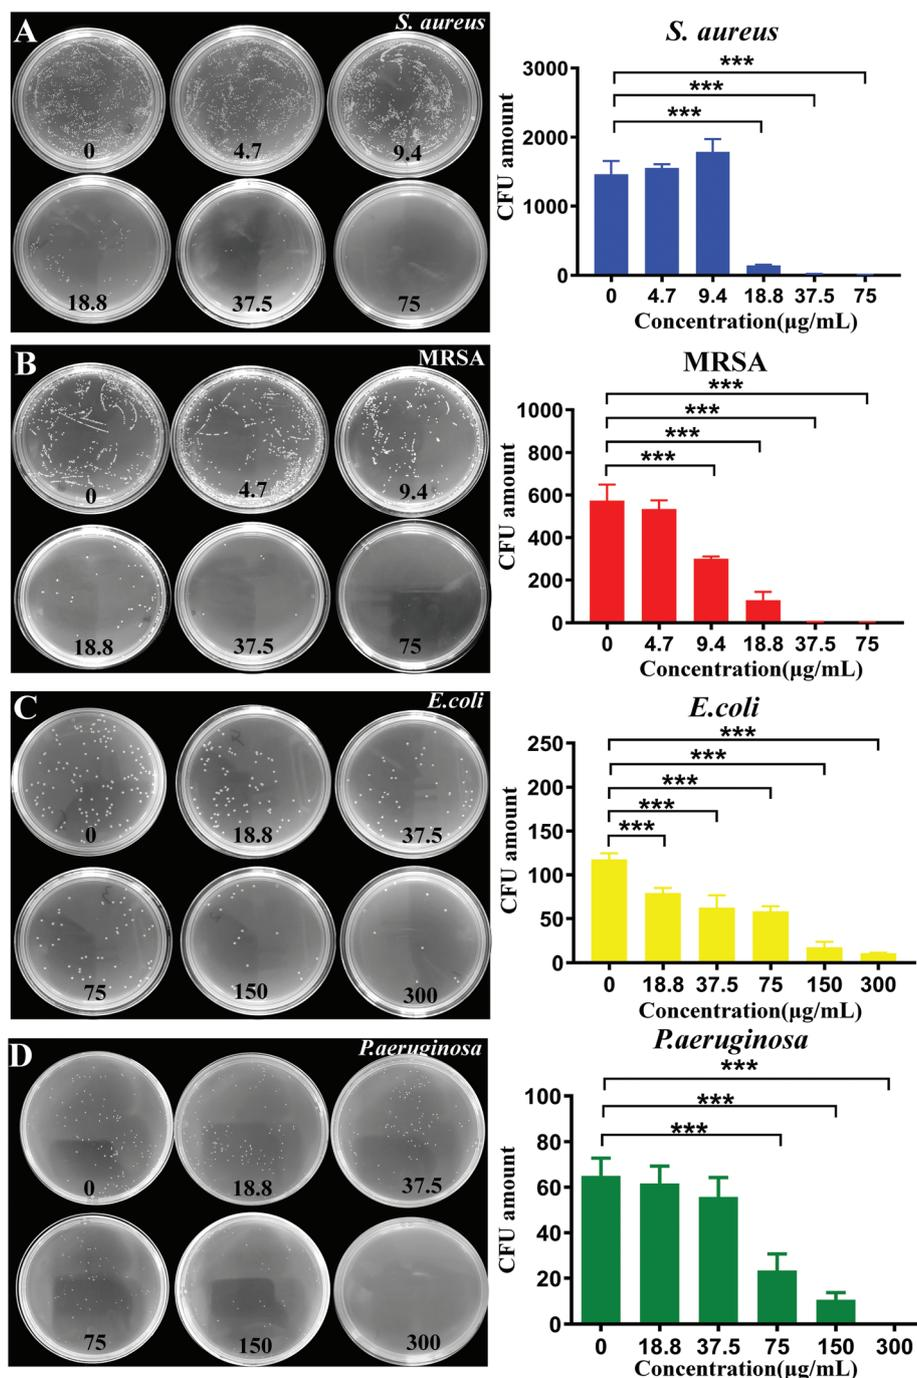 A
S. aureus
0
4.7
9.4
18.8
37.5
75
S. aureus
***
***
***
3000
2000
1000
0
CFU amount
0 4.7 9.4 18.8 37.5 75
Concentration(μg/mL)
B
MRSA
0
4.7
9.4
18.8
37.5
75
MRSA
***
***
***
***
1000
800
600
400
200
0
CFU amount
0 4.7 9.4 18.8 37.5 75
Concentration(μg/mL)
C
E.coli
0
18.8
37.5
75
150
300
E.coli
***
***
***
***
***
250
200
150
100
50
0
CFU amount
0 18.8 37.5 75 150 300
Concentration(μg/mL)
D
P.aeruginosa
0
18.8
37.5
75
150
300
P.aeruginosa
***
***
***
100
80
60
40
20
0
CFU amount
0 18.8 37.5 75 150 300
Concentration(μg/mL)